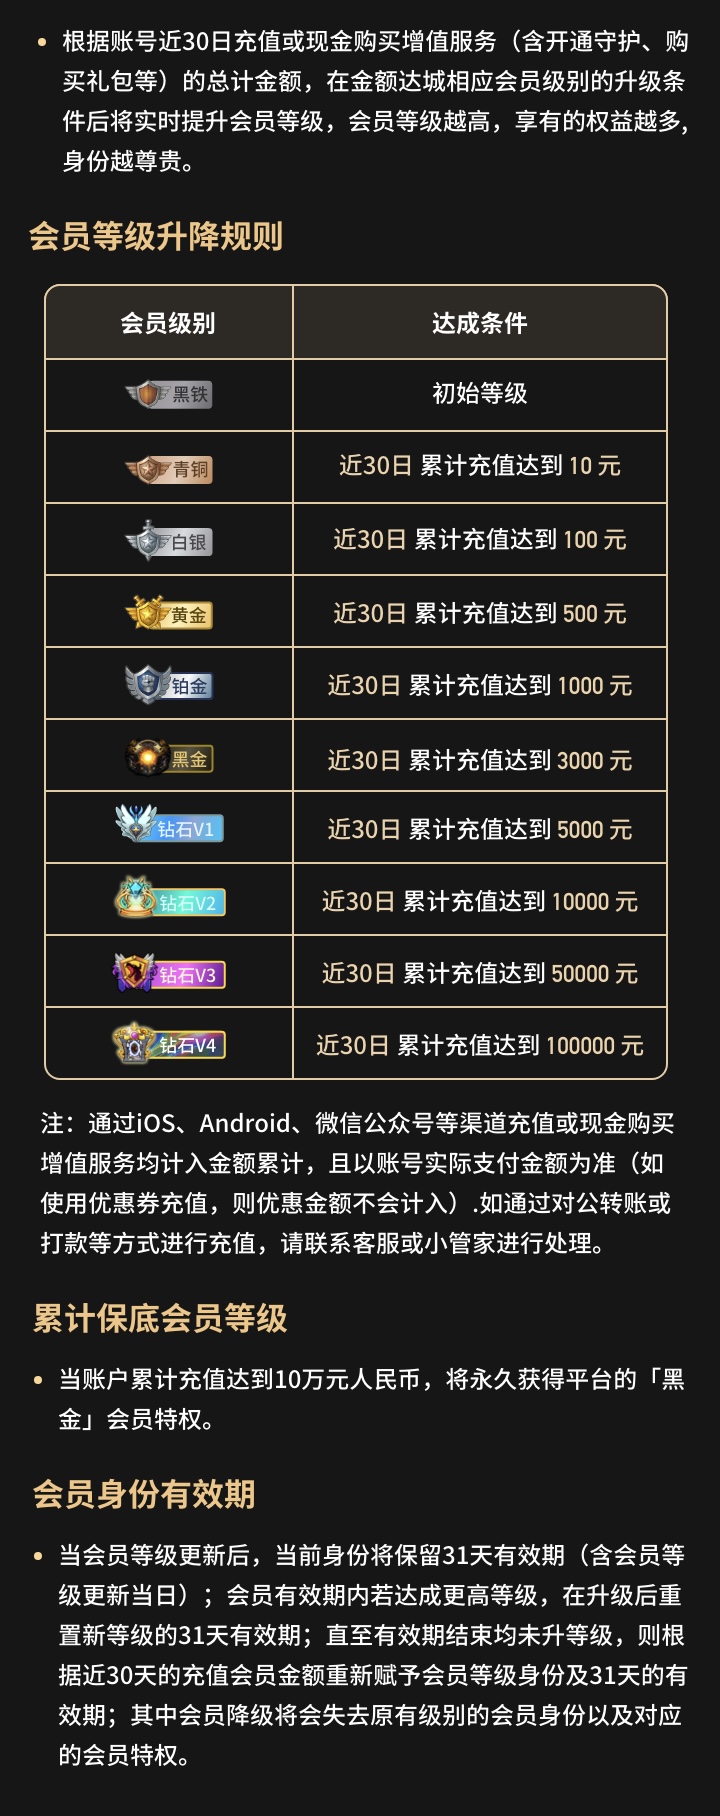 根据账号近30日充值或现金购买增值服务（含开通守护、购
买礼包等）的总计金额，在金额达城相应会员级别的升级条
件后将实时提升会员等级，会员等级越高，享有的权益越多,
身份越尊贵。
会员等级升降规则
会员级别 达成条件
黑铁 初始等级
青铜 近30日 累计充值达到 10 元
白银 近30日 累计充值达到 100 元
黄金 近30日 累计充值达到 500 元
铂金 近30日 累计充值达到 1000 元
黑金 近30日 累计充值达到 3000 元
钻石V1 近30日 累计充值达到 5000 元
钻石V2 近30日 累计充值达到 10000 元
钻石V3 近30日 累计充值达到 50000 元
钻石V4 近30日 累计充值达到 100000 元
注：通过iOS、Android、微信公众号等渠道充值或现金购买
增值服务均计入金额累计，且以账号实际支付金额为准（如
使用优惠券充值，则优惠金额不会计入）.如通过对公转账或
打款等方式进行充值，请联系客服或小管家进行处理。
累计保底会员等级
当账户累计充值达到10万元人民币，将永久获得平台的「黑
金」会员特权。
会员身份有效期
当会员等级更新后，当前身份将保留31天有效期（含会员等
级更新当日）；会员有效期内若达成更高等级，在升级后重
置新等级的31天有效期；直至有效期结束均未升等级，则根
据近30天的充值会员金额重新赋予会员等级身份及31天的有
效期；其中会员降级将会失去原有级别的会员身份以及对应
的会员特权。